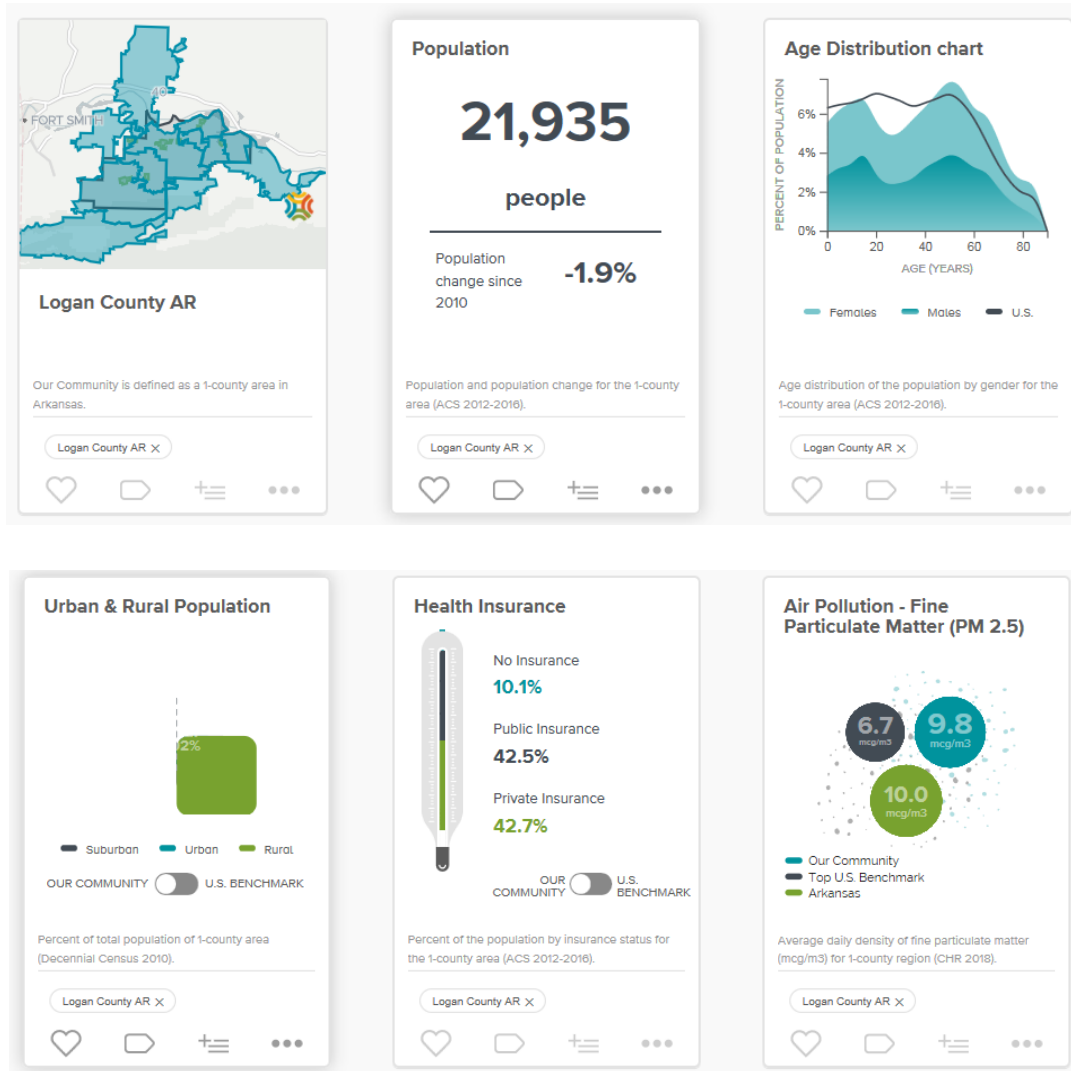 40
FORT SMITH
Logan County AR
Our Community is defined as a 1-county area in
Arkansas.
Logan County AR ×
Population
21,935
people
Population
change since
2010
-1.9%
Population and population change for the 1-county
area (ACS 2012-2016).
Logan County AR ×
Age Distribution chart
PERCENT OF POPULATION
6%
4%
2%
0%
0 20 40 60 80
AGE (YEARS)
Females Males U.S.
Age distribution of the population by gender for the
1-county area (ACS 2012-2016).
Logan County AR ×
Urban & Rural Population
2%
Suburban Urban Rural
OUR COMMUNITY U.S. BENCHMARK
Percent of total population of 1-county area
(Decennial Census 2010).
Logan County AR ×
Health Insurance
No Insurance
10.1%
Public Insurance
42.5%
Private Insurance
42.7%
OUR COMMUNITY
U.S. BENCHMARK
Percent of the population by insurance status for
the 1-county area (ACS 2012-2016).
Logan County AR ×
Air Pollution - Fine
Particulate Matter (PM 2.5)
6.7
mcg/m3
9.8
mcg/m3
10.0
mcg/m3
Our Community
Top U.S. Benchmark
Arkansas
Average daily density of fine particulate matter
(mcg/m3) for 1-county region (CHR 2018).
Logan County AR ×